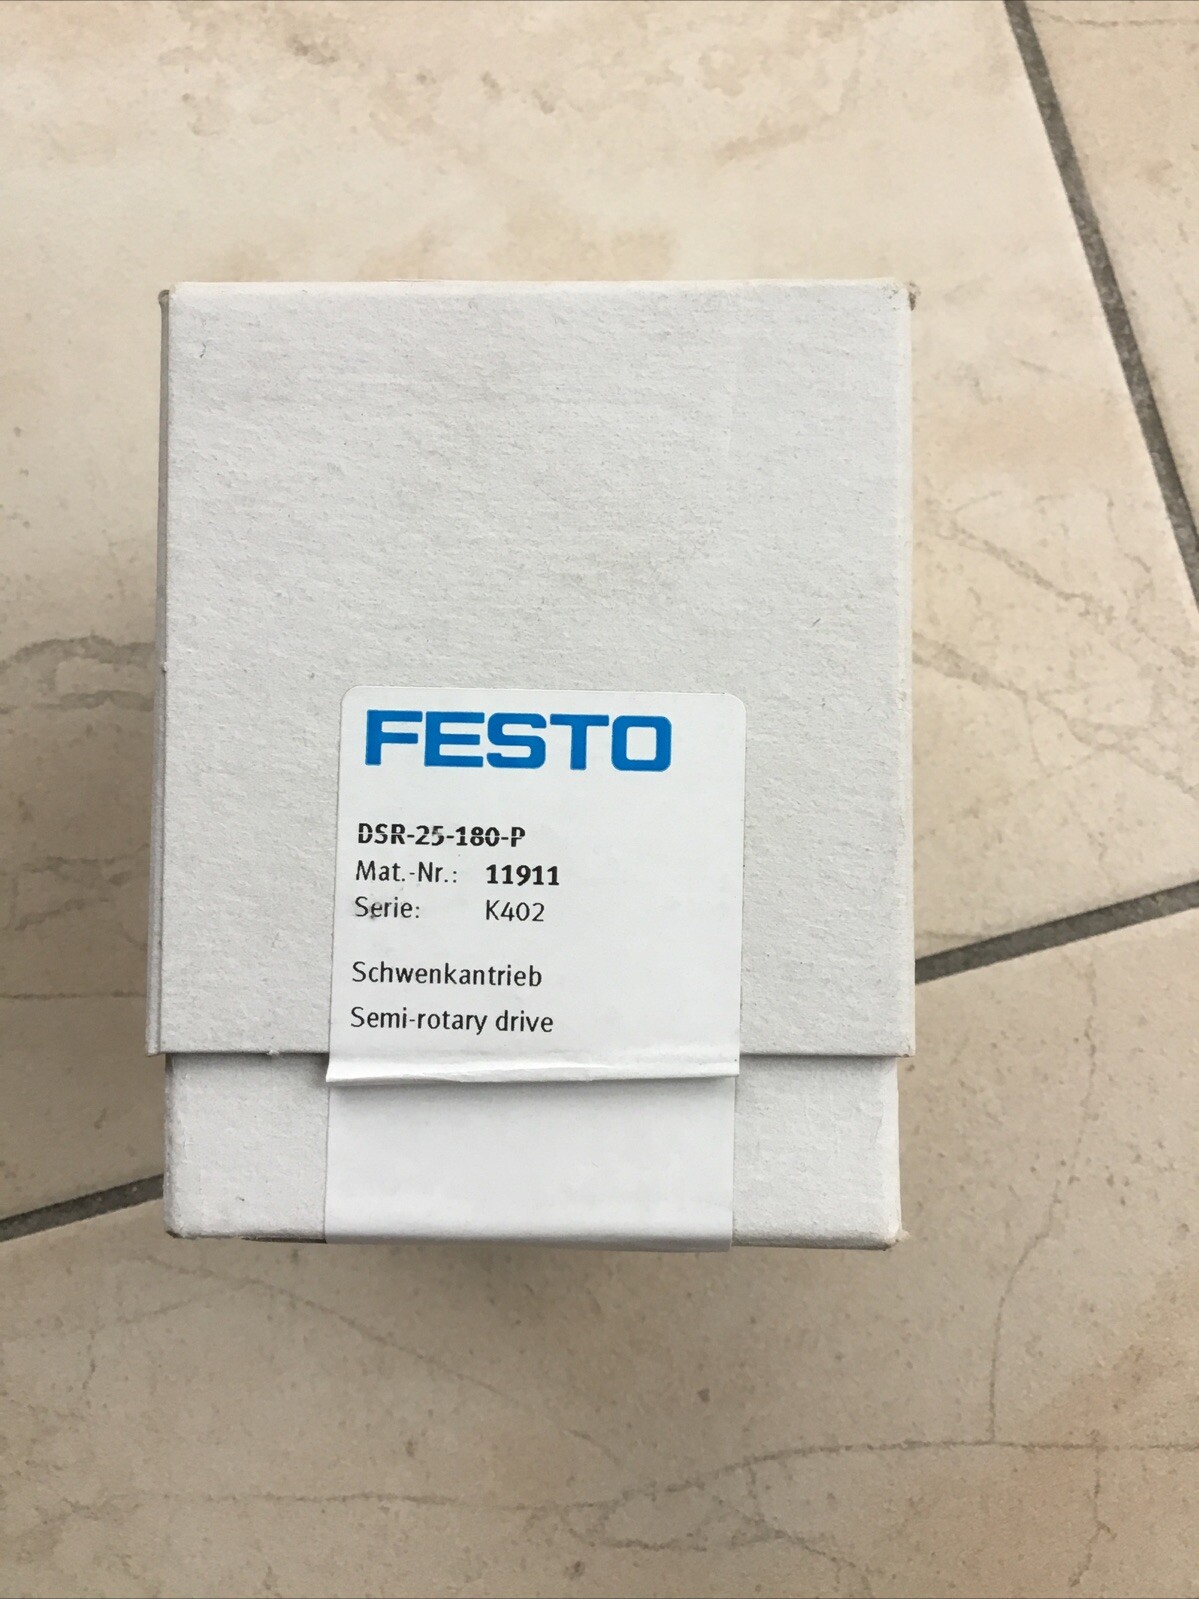 FESTO
DSR-25-180-P
Mat.-Nr.: 11911
Serie: K402
Schwenkantrieb
Semi-rotary drive